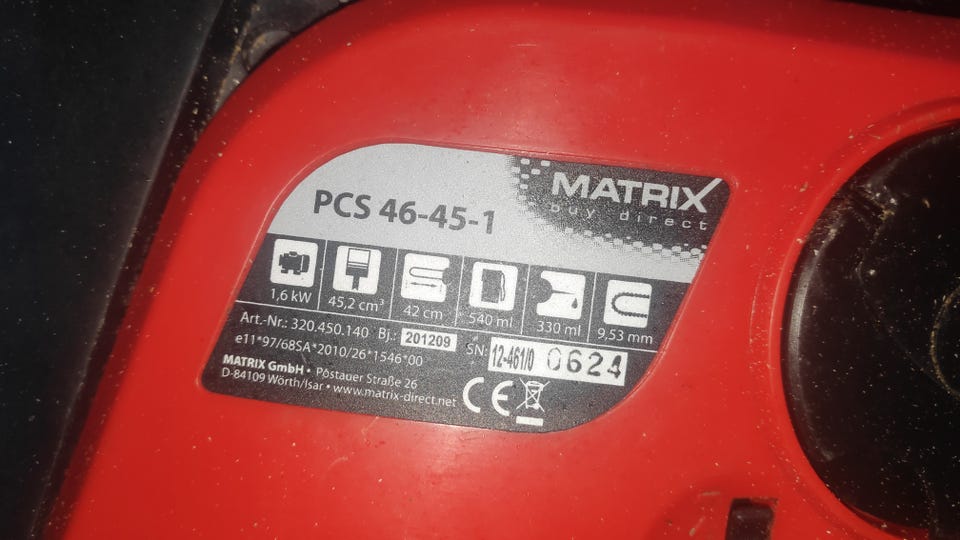 MATRIX
buy direct
PCS 46-45-1
1,6 kW 45,2 cm³ 42 cm 540 ml 330 ml 9,53 mm
Art.-Nr.: 320.450.140 Bj.: 201209
e11*97/68SA*2010/26*1546*00 SN: 12-461/0 0624
MATRIX GmbH • Postauer Straße 26
D-84109 Wörth/Isar • www.matrix-direct.net
CE